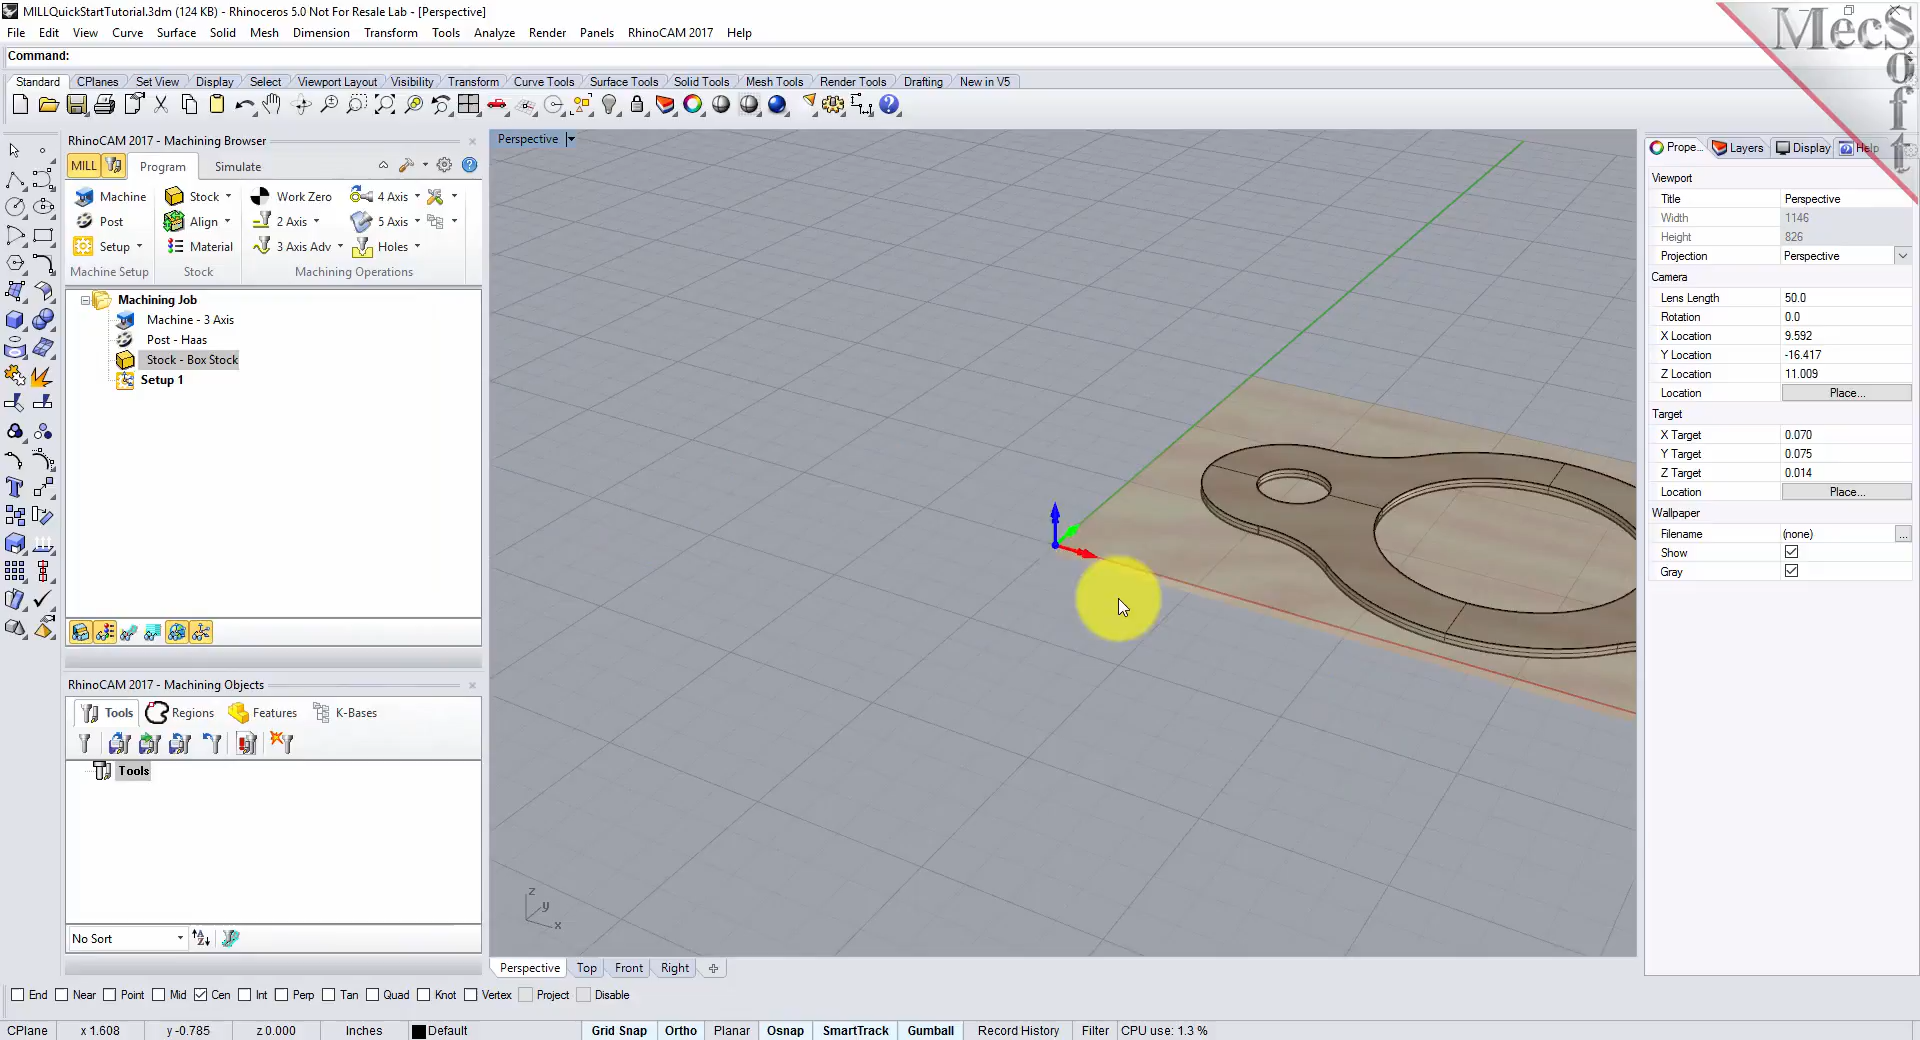 MILLQuickStartTutorial.3dm (124 KB) - Rhinoceros 5.0 Not For Resale Lab - [Perspective]
File Edit View Curve Surface Solid Mesh Dimension Transform Tools Analyze Render Panels RhinoCAM 2017 Help
MecSoft
Command:
Standard CPlanes Set View Display Select Viewport Layout Visibility Transform Curve Tools Surface Tools Solid Tools Mesh Tools Render Tools Drafting New in V5
RhinoCAM 2017 - Machining Browser
MILL Program Simulate
Machine Stock Work Zero 4 Axis
Post Align 2 Axis 5 Axis
Setup Material 3 Axis Adv Holes
Machine Setup Stock Machining Operations
Machining Job
Machine - 3 Axis
Post - Haas
Stock - Box Stock
Setup 1
RhinoCAM 2017 - Machining Objects
Tools Regions Features K-Bases
Tools
No Sort
Perspective
z
y
x
Perspective Top Front Right
Prope... Layers Display Help
Viewport
Title Perspective
Width 1146
Height 826
Projection Perspective
Camera
Lens Length 50.0
Rotation 0.0
X Location 9.592
Y Location -16.417
Z Location 11.009
Location Place...
Target
X Target 0.070
Y Target 0.075
Z Target 0.014
Location Place...
Wallpaper
Filename (none) ...
Show
Gray
End Near Point Mid Cen Int Perp Tan Quad Knot Vertex Project Disable
CPlane x 1.608 y -0.785 z 0.000 Inches Default Grid Snap Ortho Planar Osnap SmartTrack Gumball Record History Filter CPU use: 1.3 %